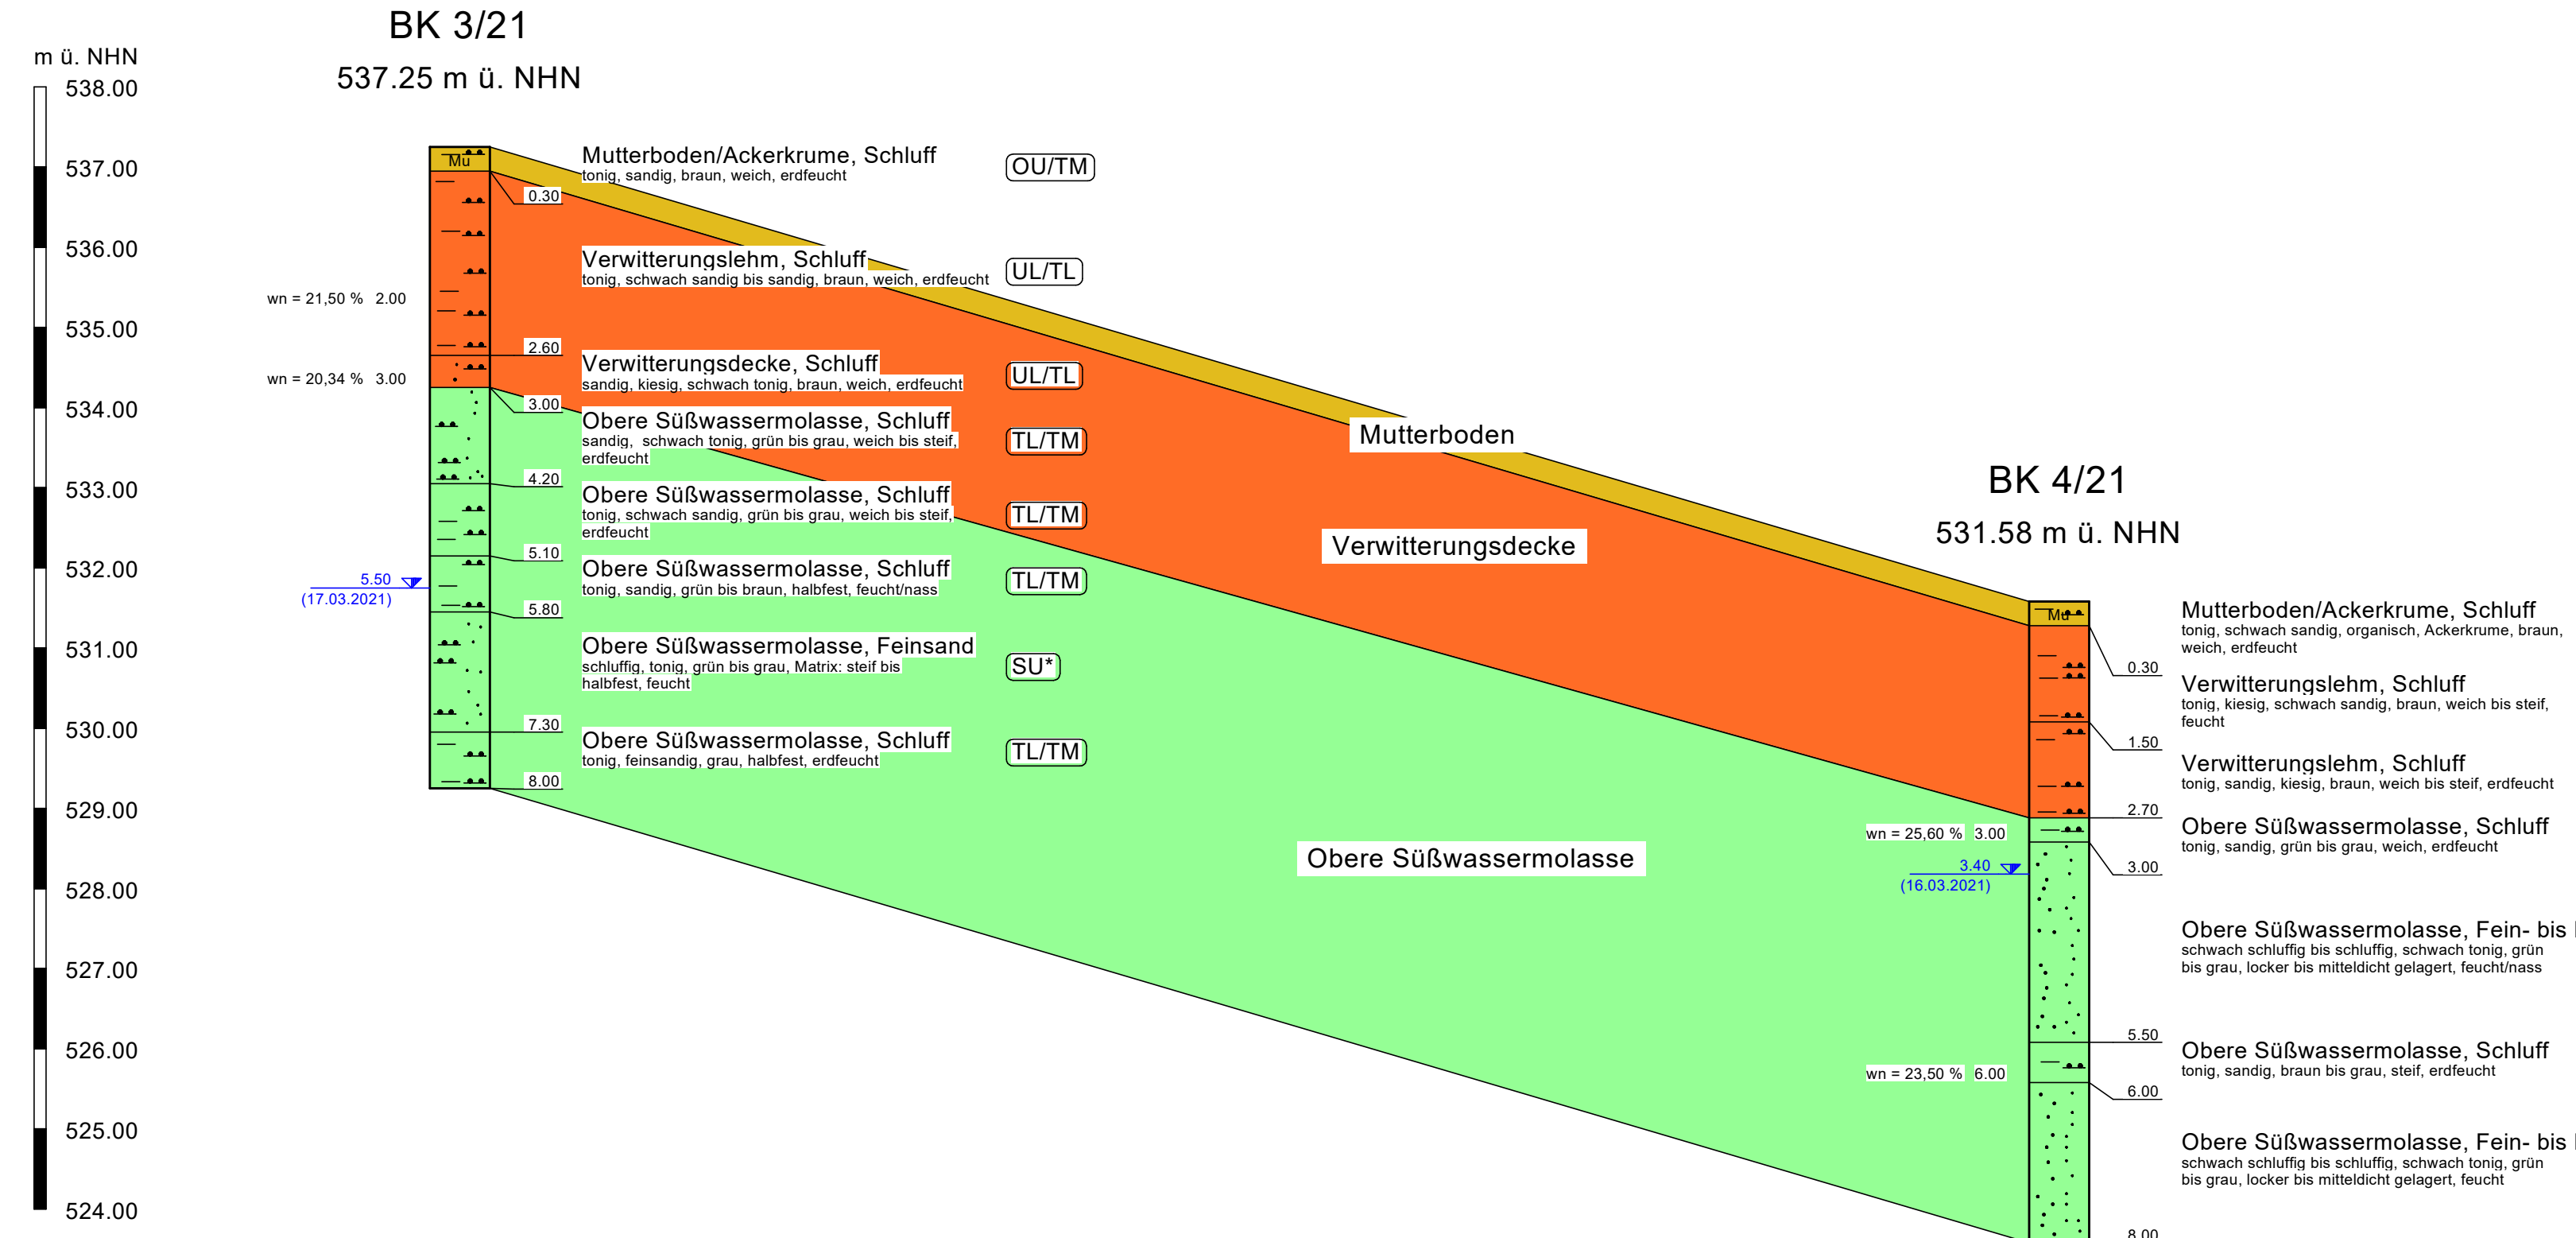 BK 3/21
537.25 m ü. NHN
m ü. NHN
538.00
537.00
536.00
535.00
534.00
533.00
532.00
531.00
530.00
529.00
528.00
527.00
526.00
525.00
524.00
wn = 21,50 % 2.00
wn = 20,34 % 3.00
5.50
(17.03.2021)
Mu
0.30
2.60
3.00
4.20
5.10
5.80
7.30
8.00
Mutterboden/Ackerkrume, Schluff
tonig, sandig, braun, weich, erdfeucht
OU/TM
Verwitterungslehm, Schluff
tonig, schwach sandig bis sandig, braun, weich, erdfeucht
UL/TL
Verwitterungsdecke, Schluff
sandig, kiesig, schwach tonig, braun, weich, erdfeucht
UL/TL
Obere Süßwassermolasse, Schluff
sandig, schwach tonig, grün bis grau, weich bis steif,
erdfeucht
TL/TM
Obere Süßwassermolasse, Schluff
tonig, schwach sandig, grün bis grau, weich bis steif,
erdfeucht
TL/TM
Obere Süßwassermolasse, Schluff
tonig, sandig, grün bis braun, halbfest, feucht/nass
TL/TM
Obere Süßwassermolasse, Feinsand
schluffig, tonig, grün bis grau, Matrix: steif bis
halbfest, feucht
SU*
Obere Süßwassermolasse, Schluff
tonig, feinsandig, grau, halbfest, erdfeucht
TL/TM
Mutterboden
Verwitterungsdecke
Obere Süßwassermolasse
BK 4/21
531.58 m ü. NHN
wn = 25,60 % 3.00
3.40
(16.03.2021)
wn = 23,50 % 6.00
Mu
0.30
1.50
2.70
3.00
5.50
6.00
8.00
Mutterboden/Ackerkrume, Schluff
tonig, schwach sandig, organisch, Ackerkrume, braun,
weich, erdfeucht
Verwitterungslehm, Schluff
tonig, kiesig, schwach sandig, braun, weich bis steif,
feucht
Verwitterungslehm, Schluff
tonig, sandig, kiesig, braun, weich bis steif, erdfeucht
Obere Süßwassermolasse, Schluff
tonig, sandig, grün bis grau, weich, erdfeucht
Obere Süßwassermolasse, Fein- bis
schwach schluffig bis schluffig, schwach tonig, grün
bis grau, locker bis mitteldicht gelagert, feucht/nass
Obere Süßwassermolasse, Schluff
tonig, sandig, braun bis grau, steif, erdfeucht
Obere Süßwassermolasse, Fein- bis
schwach schluffig bis schluffig, schwach tonig, grün
bis grau, locker bis mitteldicht gelagert, feucht